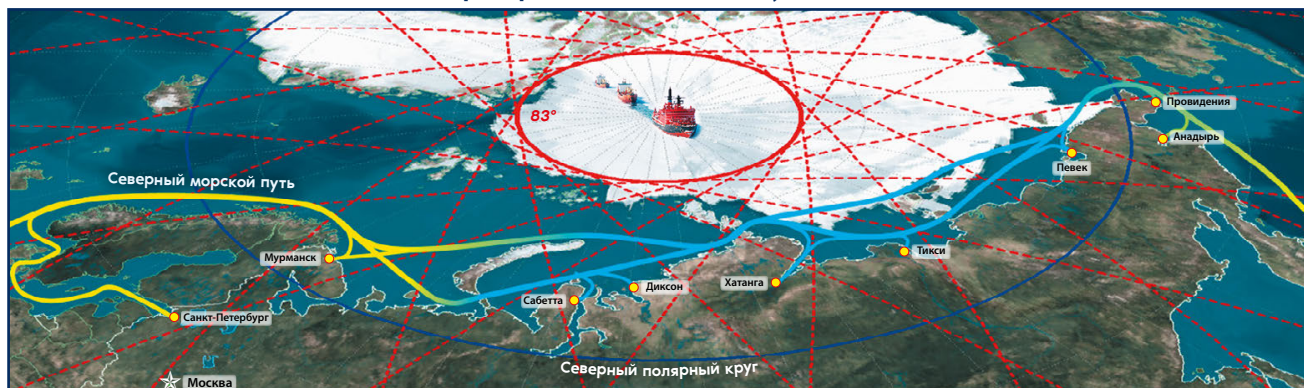 83°
Провидения
Анадырь
Певек
Северный морской путь
Мурманск
Тикси
Диксон
Хатанга
Сабетта
Санкт-Петербург
Северный полярный круг
Москва